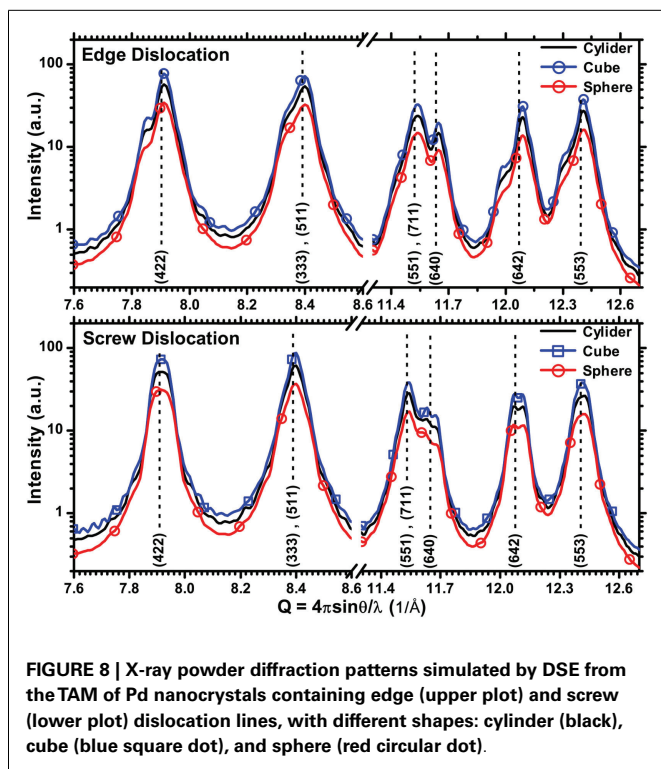 Edge Dislocation
Cylider
Cube
Sphere
Intensity (a.u.)
100
10
1
(422)
(333) , (511)
(551) , (711)
(640)
(642)
(553)
7.6 7.8 8.0 8.2 8.4 8.6 11.4 11.7 12.0 12.3 12.6
Screw Dislocation
Cylider
Cube
Sphere
Intensity (a.u.)
100
10
1
(422)
(333) , (511)
(551) , (711)
(640)
(642)
(553)
7.6 7.8 8.0 8.2 8.4 8.6 11.4 11.7 12.0 12.3 12.6
Q = 4πsinθ/λ (1/Å)
FIGURE 8 | X-ray powder diffraction patterns simulated by DSE from
the TAM of Pd nanocrystals containing edge (upper plot) and screw
(lower plot) dislocation lines, with different shapes: cylinder (black),
cube (blue square dot), and sphere (red circular dot).